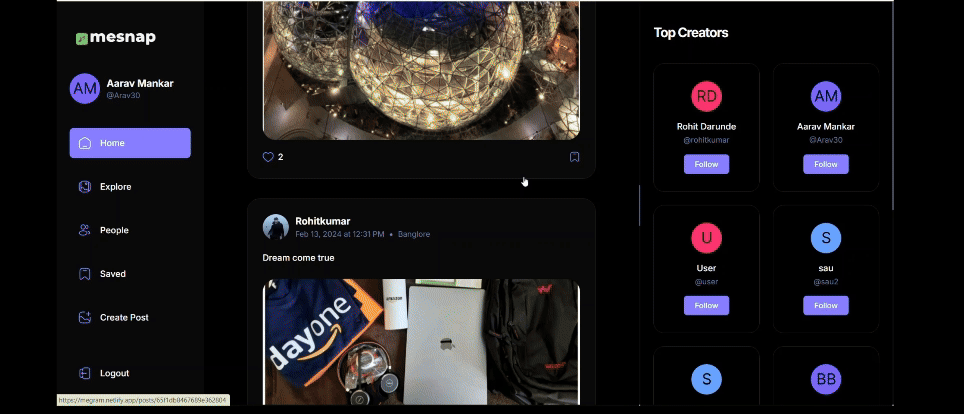 mesnap
AM
Aarav Mankar
@Arav30
Home
Explore
People
Saved
Create Post
Logout
https://megram.netlify.app/posts/65f1db8467689e362804
2
Rohitkumar
Feb 13, 2024 at 12:31 PM • Banglore
Dream come true
dayone
amazon
Top Creators
RD
Rohit Darunde
@rohitkumar
Follow
AM
Aarav Mankar
@Arav30
Follow
U
User
@user
Follow
S
sau
@sau2
Follow
S
BB